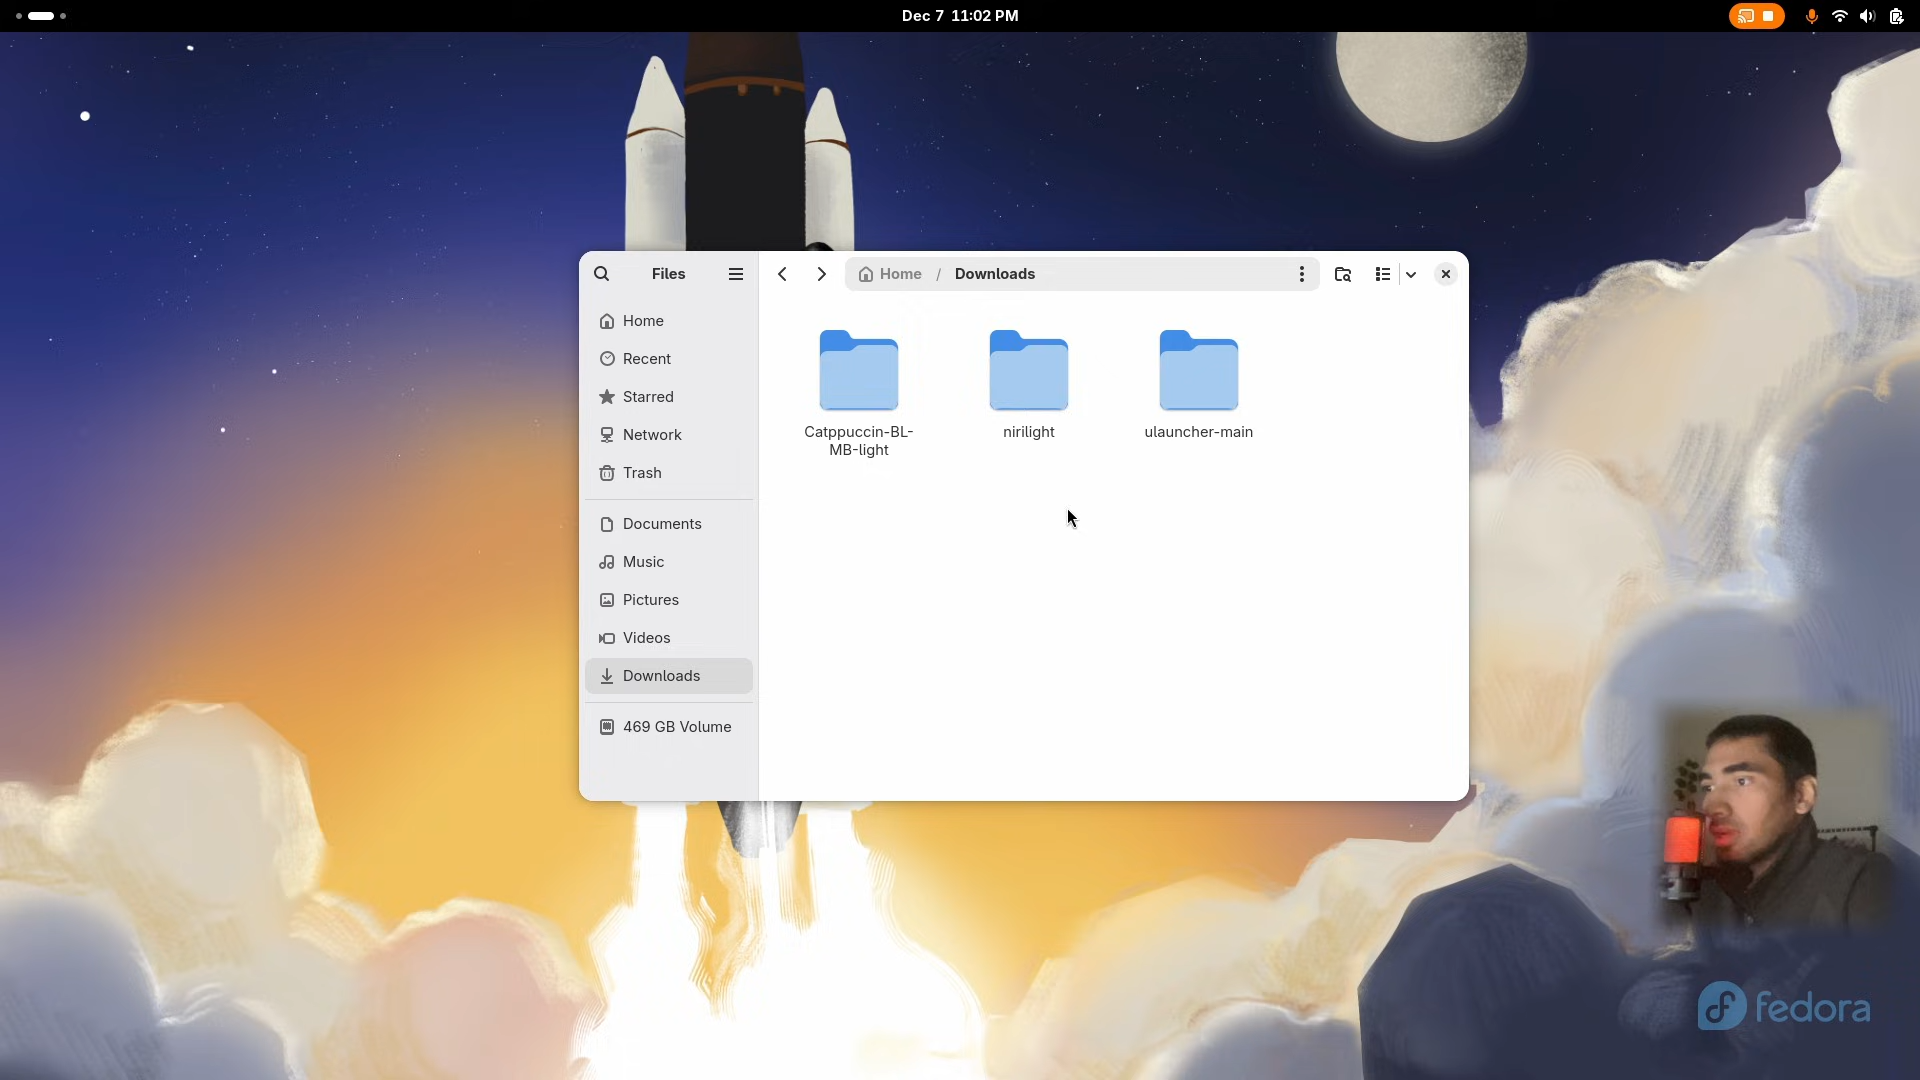 Dec 7 11:02 PM
Files
Home / Downloads
Home
Recent
Starred
Network
Trash
Documents
Music
Pictures
Videos
Downloads
469 GB Volume
Catppuccin-BL-
MB-light
nirilight
ulauncher-main
fedora